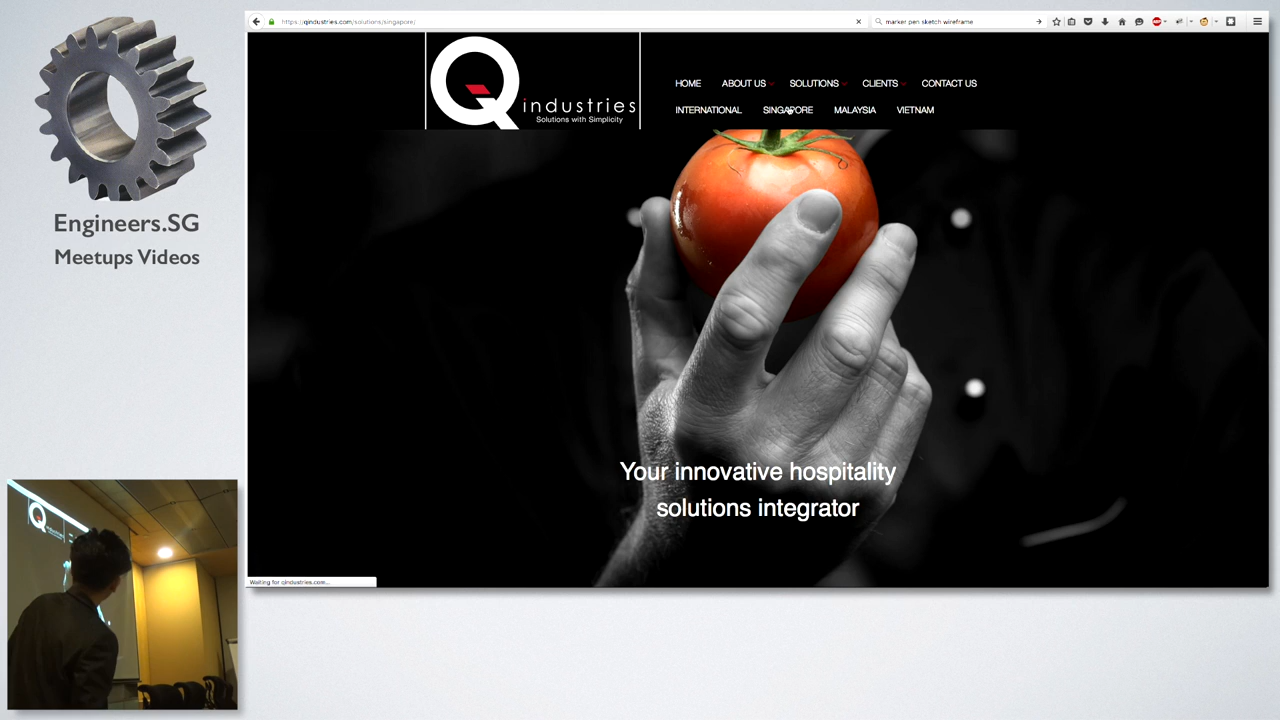 Engineers.SG
Meetups Videos
https://qindustries.com/solutions/singapore/
marker pen sketch wireframe
ABP
Q industries
Solutions with Simplicity
HOME ABOUT US SOLUTIONS CLIENTS CONTACT US
INTERNATIONAL SINGAPORE MALAYSIA VIETNAM
Your innovative hospitality
solutions integrator
Waiting for qindustries.com...
Q